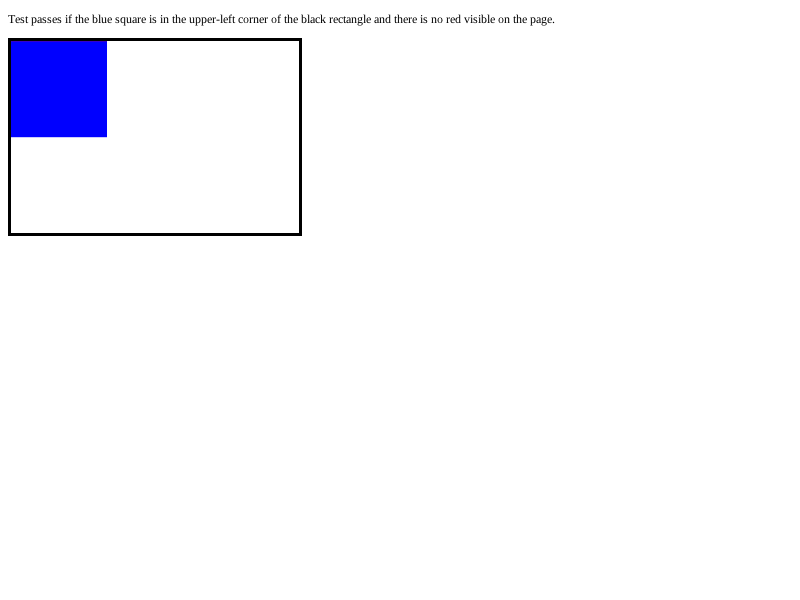 Test passes if the blue square is in the upper-left corner of the black rectangle and there is no red visible on the page.